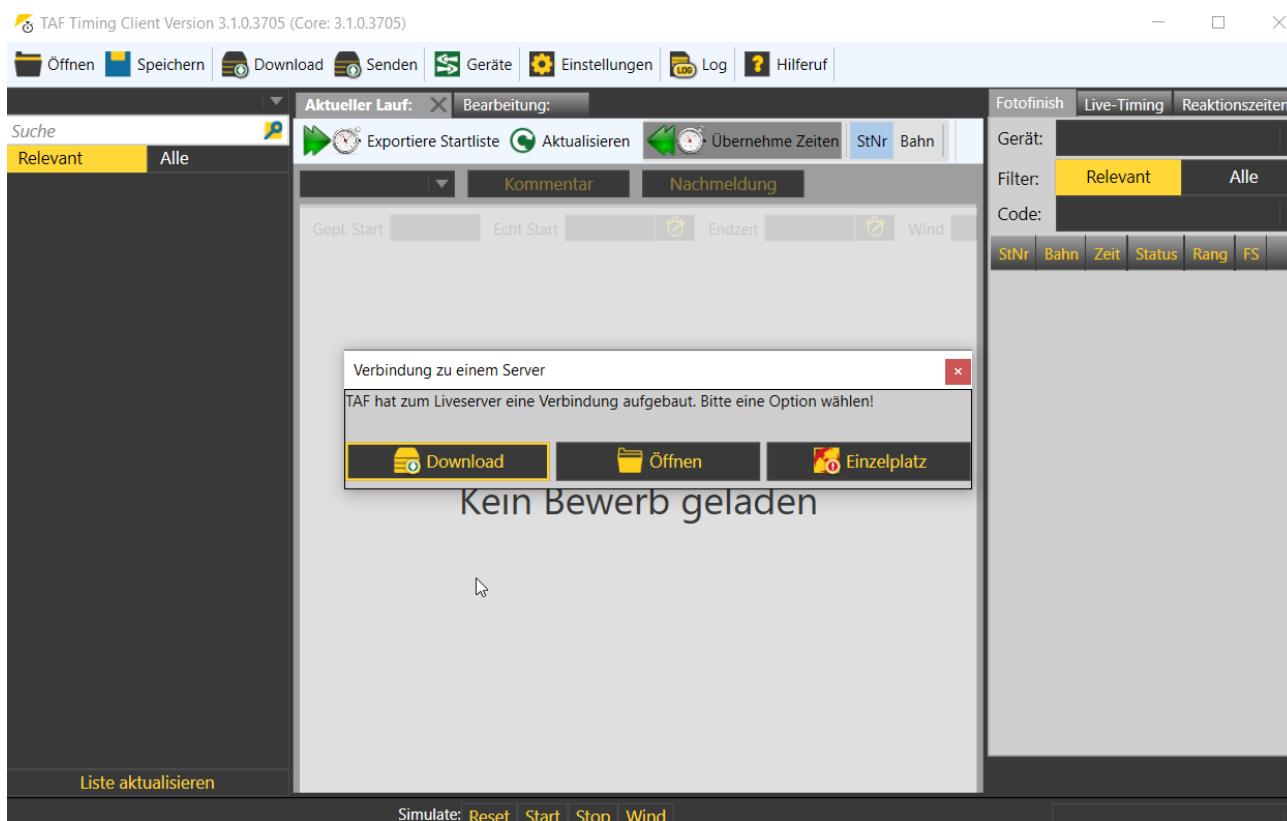 TAF Timing Client Version 3.1.0.3705 (Core: 3.1.0.3705)
Öffnen Speichern Download Senden Geräte Einstellungen LOG Log ? Hilferuf
Aktueller Lauf: Bearbeitung: Fotofinish Live-Timing Reaktionszeiten
Suche
Relevant Alle
Exportiere Startliste Aktualisieren Übernehme Zeiten StNr Bahn
Gerät:
Kommentar Nachmeldung
Filter: Relevant Alle
Code:
Gepl. Start Echt Start Endzeit Wind
StNr Bahn Zeit Status Rang FS
Verbindung zu einem Server
TAF hat zum Liveserver eine Verbindung aufgebaut. Bitte eine Option wählen!
Download Öffnen Einzelplatz
Kein Bewerb geladen
Liste aktualisieren
Simulate: Reset Start Stop Wind